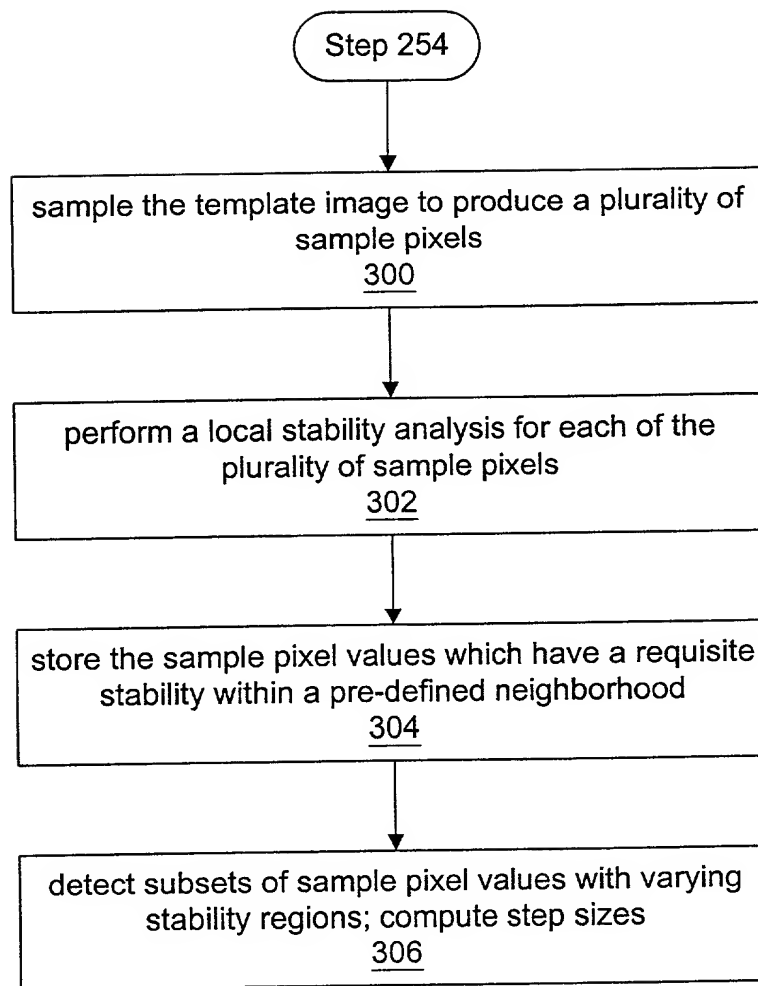 Step 254
sample the template image to produce a plurality of
sample pixels
300
perform a local stability analysis for each of the
plurality of sample pixels
302
store the sample pixel values which have a requisite
stability within a pre-defined neighborhood
304
detect subsets of sample pixel values with varying
stability regions; compute step sizes
306